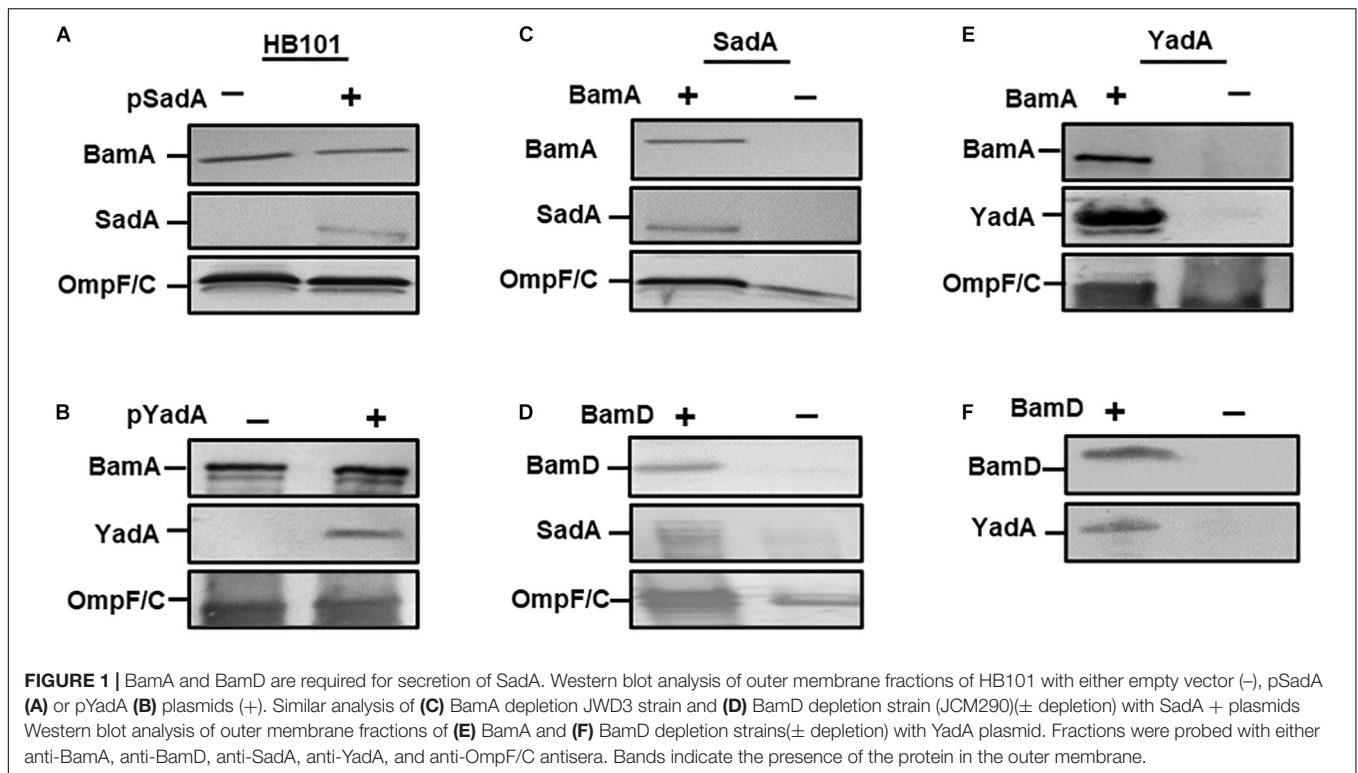 A
HB101
pSadA – +
BamA
SadA
OmpF/C
B
pYadA – +
BamA
YadA
OmpF/C
C
SadA
BamA + –
BamA
SadA
OmpF/C
D
BamD + –
BamD
SadA
OmpF/C
E
YadA
BamA + –
BamA
YadA
OmpF/C
F
BamD + –
BamD
YadA
FIGURE 1 | BamA and BamD are required for secretion of SadA. Western blot analysis of outer membrane fractions of HB101 with either empty vector (–), pSadA
(A) or pYadA (B) plasmids (+). Similar analysis of (C) BamA depletion JWD3 strain and (D) BamD depletion strain (JCM290)(± depletion) with SadA + plasmids
Western blot analysis of outer membrane fractions of (E) BamA and (F) BamD depletion strains(± depletion) with YadA plasmid. Fractions were probed with either
anti-BamA, anti-BamD, anti-SadA, anti-YadA, and anti-OmpF/C antisera. Bands indicate the presence of the protein in the outer membrane.